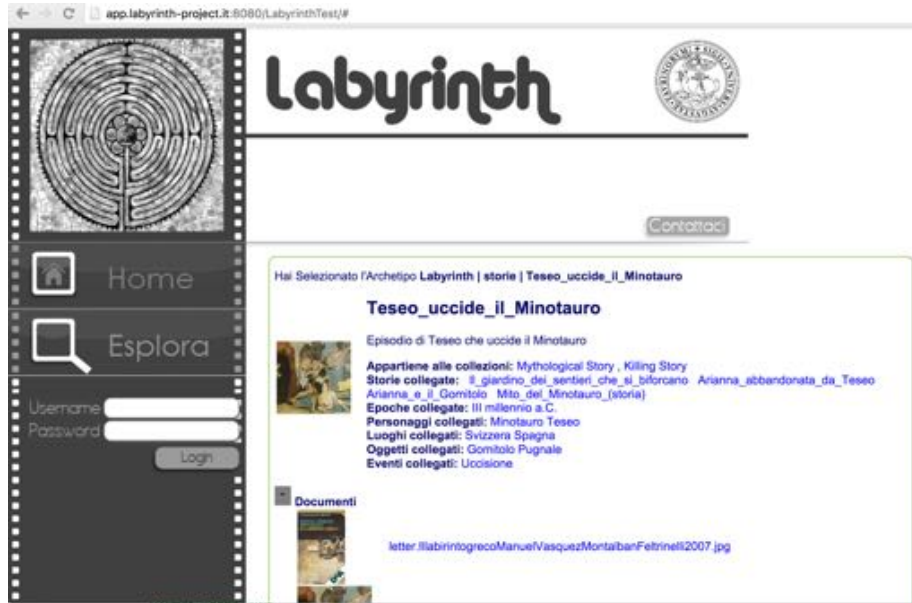 app.labyrinth-project.it:8080/LabyrinthTest/#
Labyrinth
Contattaci
Home
Esplora
Username
Password
Login
Hai Selezionato l'Archetipo Labyrinth | storie | Teseo_uccide_il_Minotauro
Teseo_uccide_il_Minotauro
Episodio di Teseo che uccide il Minotauro
Appartiene alle collezioni: Mythological Story , Killing Story
Storie collegate: Il_giardino_dei_sentieri_che_si_biforcano Arianna_abbandonata_da_Teseo
Arianna_e_il_Gomitolo Mito_del_Minotauro_(storia)
Epoche collegate: III millennio a.C.
Personaggi collegati: Minotauro Teseo
Luoghi collegati: Svizzera Spagna
Oggetti collegati: Gomitolo Pugnale
Eventi collegati: Uccisione
Documenti
letter.IllabirintogrecoManuelVasquezMontalbanFeltrinelli2007.jpg